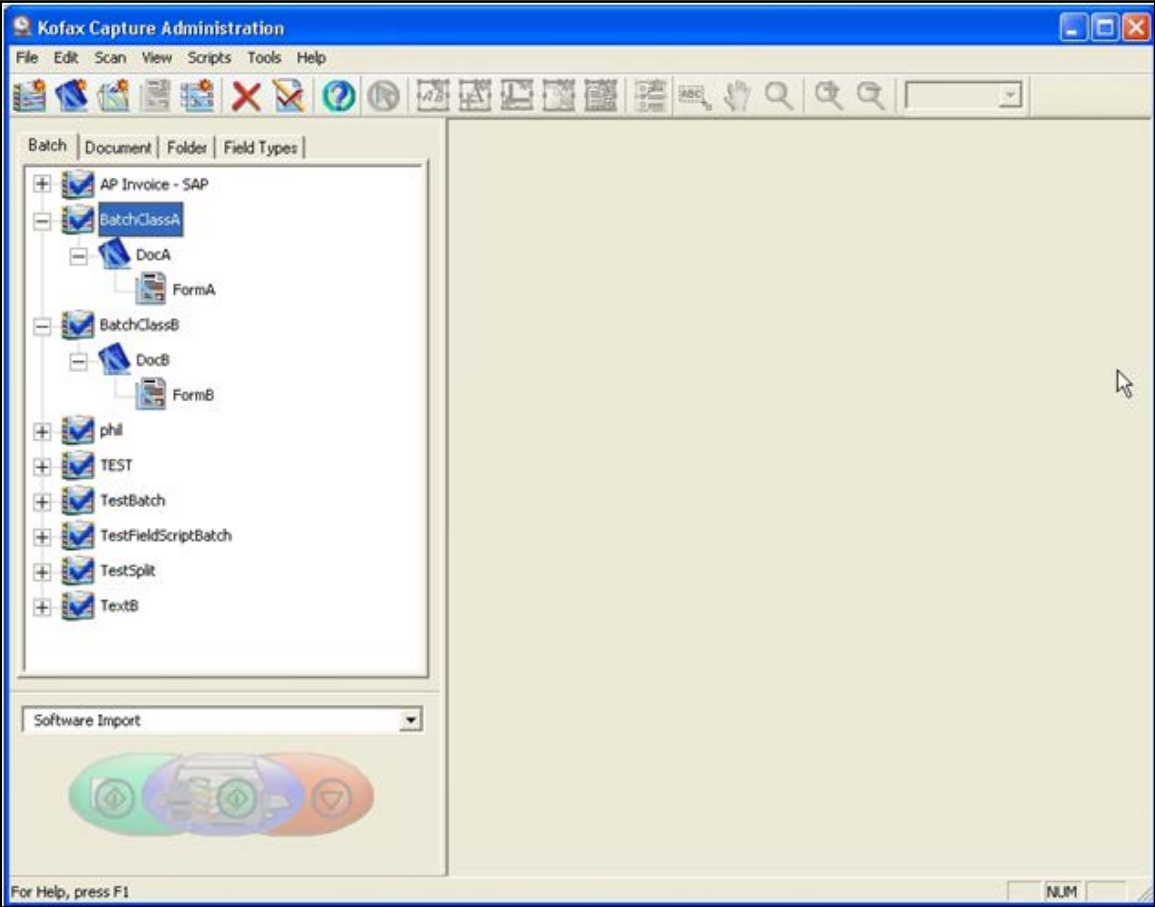 Kofax Capture Administration
File Edit Scan View Scripts Tools Help
Batch Document Folder Field Types
AP Invoice - SAP
BatchClassA
DocA
FormA
BatchClassB
DocB
FormB
phil
TEST
TestBatch
TestFieldScriptBatch
TestSplit
TextB
Software Import
For Help, press F1 NUM